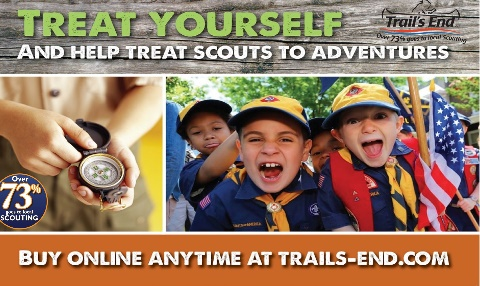 TREAT YOURSELF
AND HELP TREAT SCOUTS TO ADVENTURES
Trail's End
Over 73% goes to local Scouting
Over
73%
goes to local
SCOUTING
BUY ONLINE ANYTIME AT TRAILS-END.COM